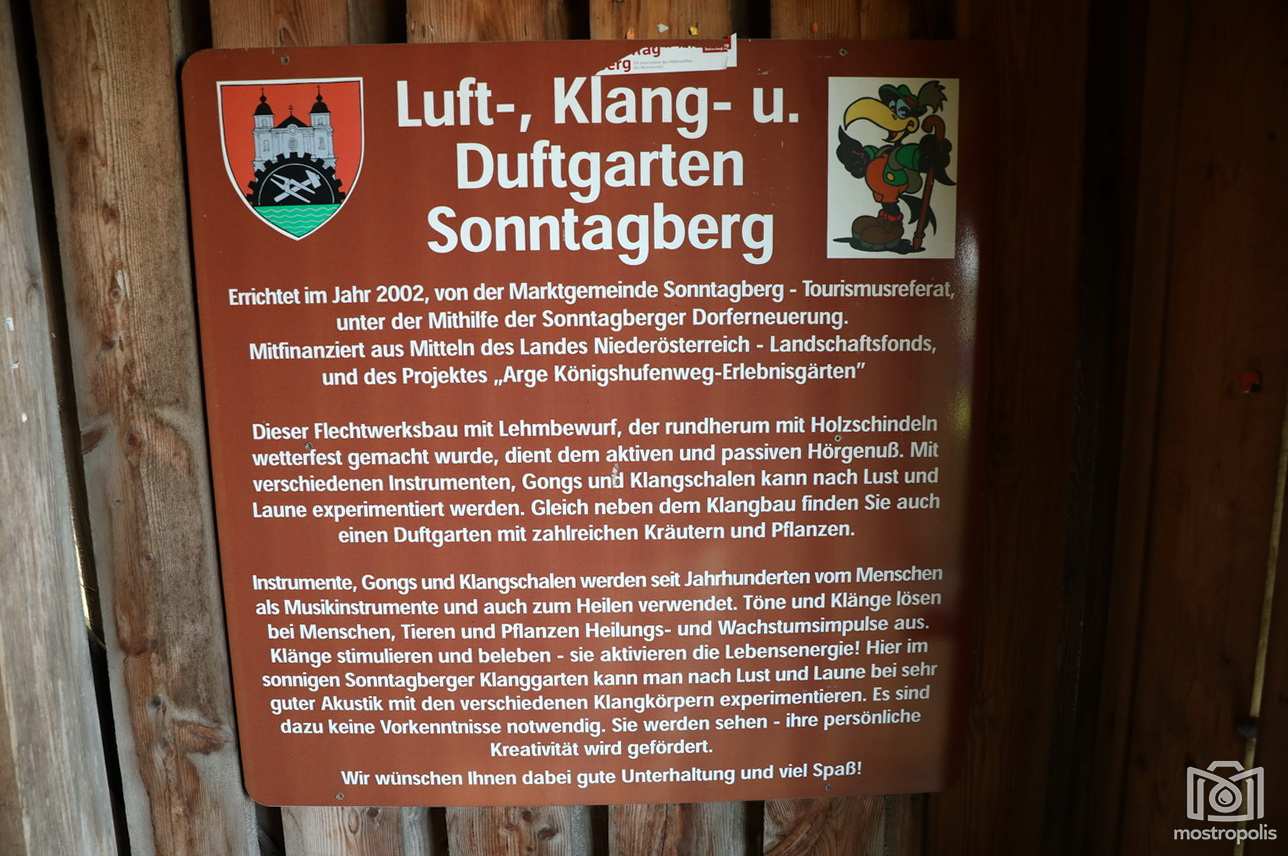 Luft-, Klang- u.
Duftgarten
Sonntagberg
Errichtet im Jahr 2002, von der Marktgemeinde Sonntagberg - Tourismusreferat,
unter der Mithilfe der Sonntagberger Dorferneuerung.
Mitfinanziert aus Mitteln des Landes Niederösterreich - Landschaftsfonds,
und des Projektes „Arge Königshufenweg-Erlebnisgärten”
Dieser Flechtwerksbau mit Lehmbewurf, der rundherum mit Holzschindeln
wetterfest gemacht wurde, dient dem aktiven und passiven Hörgenuß. Mit
verschiedenen Instrumenten, Gongs und Klangschalen kann nach Lust und
Laune experimentiert werden. Gleich neben dem Klangbau finden Sie auch
einen Duftgarten mit zahlreichen Kräutern und Pflanzen.
Instrumente, Gongs und Klangschalen werden seit Jahrhunderten vom Menschen
als Musikinstrumente und auch zum Heilen verwendet. Töne und Klänge lösen
bei Menschen, Tieren und Pflanzen Heilungs- und Wachstumsimpulse aus.
Klänge stimulieren und beleben - sie aktivieren die Lebensenergie! Hier im
sonnigen Sonntagberger Klanggarten kann man nach Lust und Laune bei sehr
guter Akustik mit den verschiedenen Klangkörpern experimentieren. Es sind
dazu keine Vorkenntnisse notwendig. Sie werden sehen - ihre persönliche
Kreativität wird gefördert.
Wir wünschen Ihnen dabei gute Unterhaltung und viel Spaß!
mostropolis